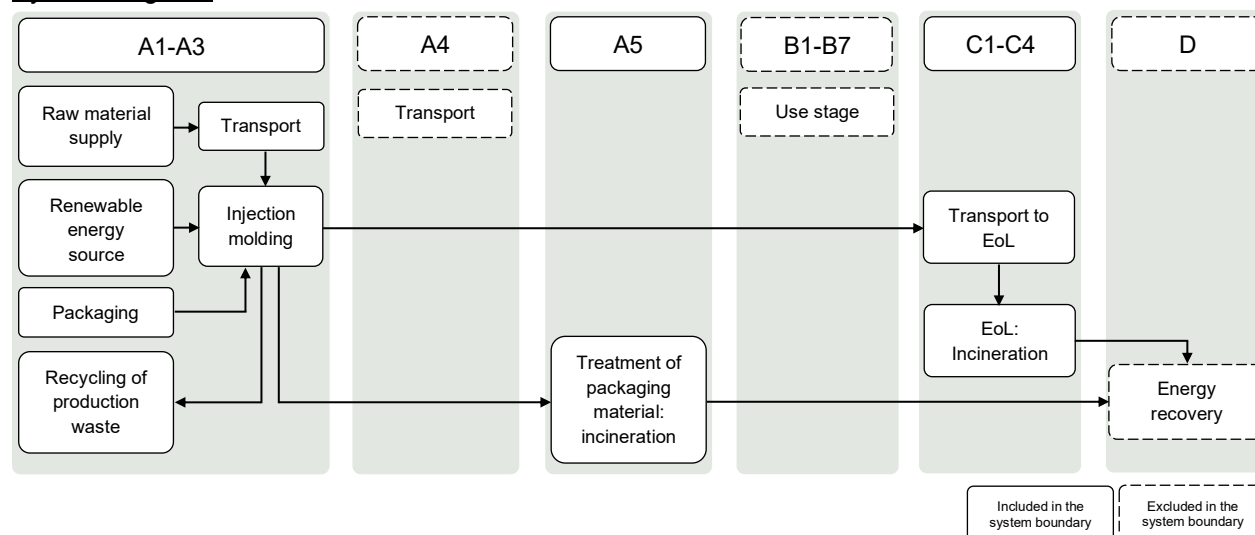 A1-A3
A4
A5
B1-B7
C1-C4
D
Raw material
supply
Transport
Transport
Use stage
Renewable
energy
source
Injection
molding
Transport to
EoL
Packaging
EoL:
Incineration
Recycling of
production
waste
Treatment of
packaging
material:
incineration
Energy
recovery
Included in the
system boundary
Excluded in the
system boundary